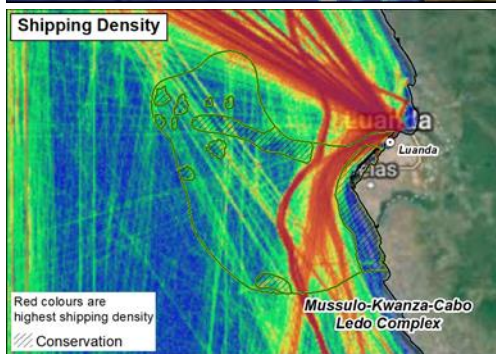 Shipping Density
Luanda
Luanda
Mussulo-Kwanza-Cabo
Ledo Complex
Red colours are
highest shipping density
Conservation